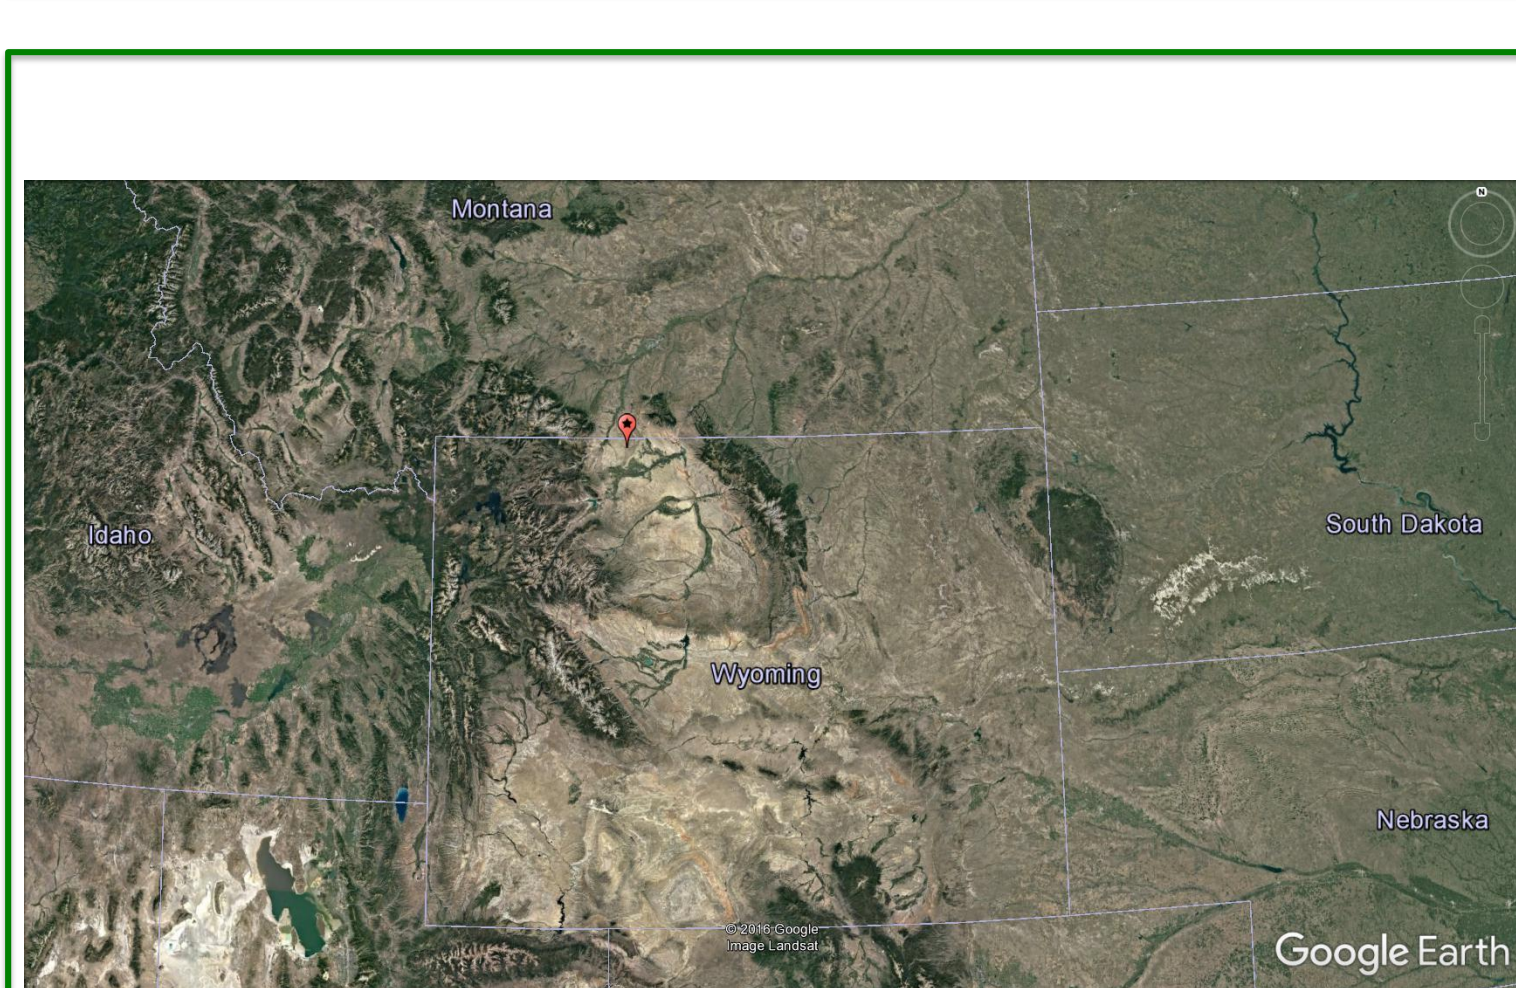 Montana
N
Idaho
South Dakota
Wyoming
Nebraska
© 2016 Google
Image Landsat
Google Earth